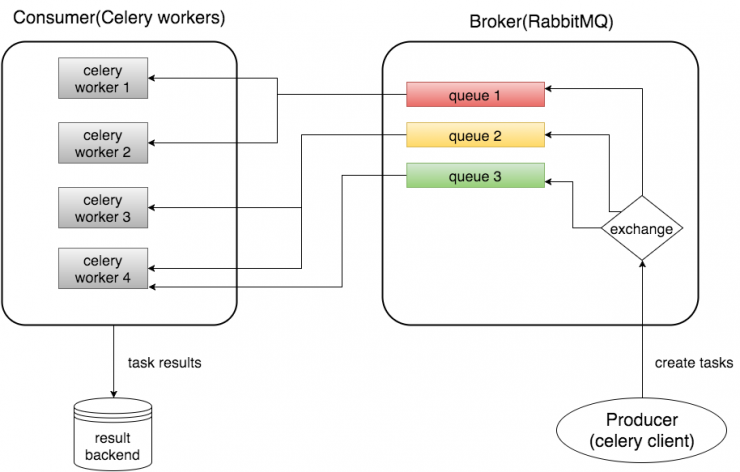 Consumer(Celery workers)
Broker(RabbitMQ)
celery
worker 1
celery
worker 2
celery
worker 3
celery
worker 4
queue 1
queue 2
queue 3
exchange
task results
create tasks
result
backend
Producer
(celery client)